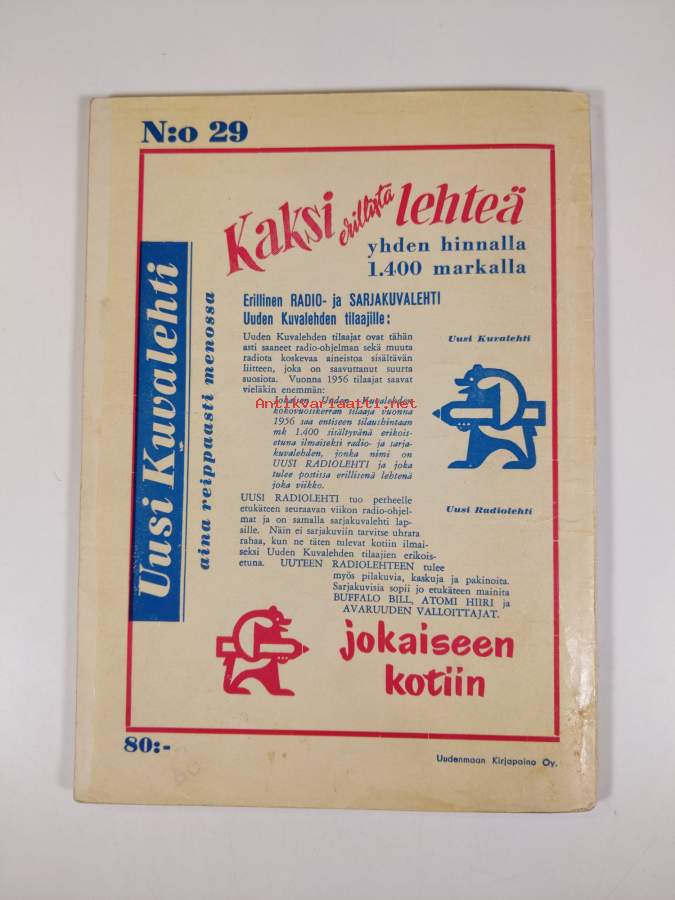 N:o 29
Kaksi erillistä lehteä
yhden hinnalla
1.400 markalla
Uusi Kuvalehti
aina reippaasti menossa
Erillinen RADIO- ja SARJAKUVALEHTI
Uuden Kuvalehden tilaajille:
Uuden Kuvalehden tilaajat ovat tähän
asti saaneet radio-ohjelman sekä muuta
radiota koskevaa aineistoa sisältävän
liitteen, joka on saavuttanut suurta
suosiota. Vuonna 1956 tilaajat saavat
vieläkin enemmän:
Jokaisen Uuden Kuvalehden
kokovuosikerran tilaaja vuonna
1956 saa entiseen tilaushintaan
mk 1.400 sisältyvänä erikois-
etuna ilmaiseksi radio- ja sarja-
kuvalehden, jonka nimi on
UUSI RADIOLEHTI ja joka
tulee postissa erillisenä lehtenä
joka viikko.
Antikvariaatti.net
Uusi Kuvalehti
Uusi Radiolehti
UUSI RADIOLEHTI tuo perheelle
etukäteen seuraavan viikon radio-ohjel-
mat ja on samalla sarjakuvalehti lap-
saille. Näin ei sarjakuviin tarvitse uhrata
rahaa, kun ne täten tulevat kotiin ilmai-
seksi Uuden Kuvalehden tilaajien erikois-
etuna. UUTEEN RADIOLEHTEEN tulee
myös pilakuvia, kaskuja ja pakinoita.
Sarjakuvisia sopii jo etukäteen mainita
BUFFALO BILL, ATOMI HIIRI ja
AVARUUDEN VALLOITTAJAT.
jokaiseen
kotiin
80:-
Uudenmaan Kirjapaino Oy.